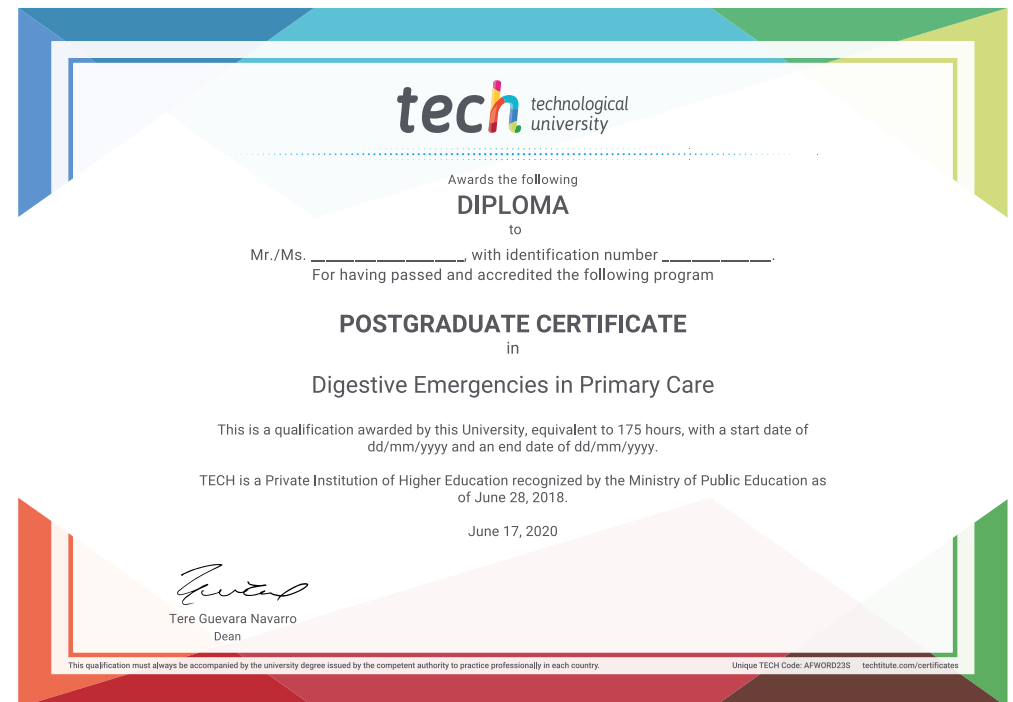 tech technological
university
Awards the following
DIPLOMA
to
Mr./Ms. __________________, with identification number _____________.
For having passed and accredited the following program
POSTGRADUATE CERTIFICATE
in
Digestive Emergencies in Primary Care
This is a qualification awarded by this University, equivalent to 175 hours, with a start date of
dd/mm/yyyy and an end date of dd/mm/yyyy.
TECH is a Private Institution of Higher Education recognized by the Ministry of Public Education as
of June 28, 2018.
June 17, 2020
Tere Guevara Navarro
Dean
This qualification must always be accompanied by the university degree issued by the competent authority to practice professionally in each country.
Unique TECH Code: AFWORD23S techtitute.com/certificates